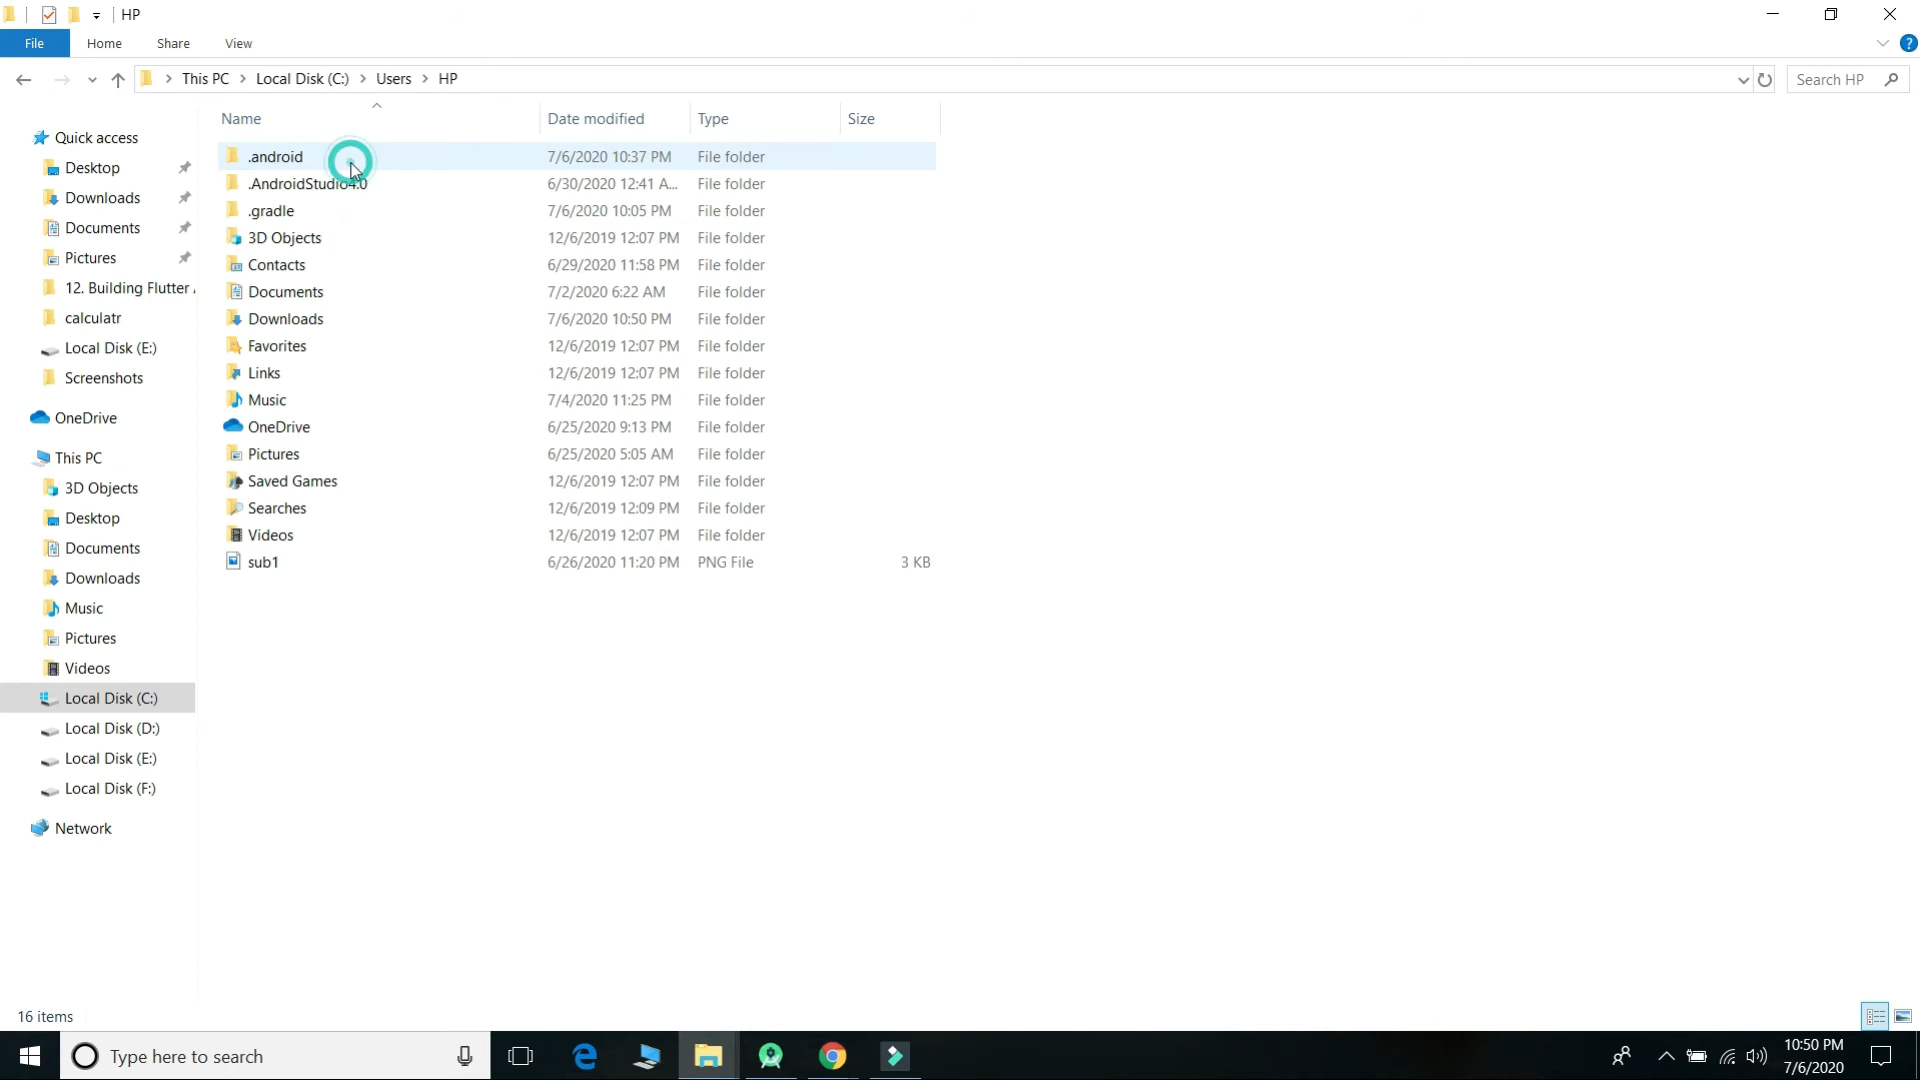 HP
File Home Share View
This PC Local Disk (C:) Users HP Search HP
Name Date modified Type Size
Quick access
Desktop
Downloads
Documents
Pictures
12. Building Flutter
calculatr
Local Disk (E:)
Screenshots
OneDrive
This PC
3D Objects
Desktop
Documents
Downloads
Music
Pictures
Videos
Local Disk (C:)
Local Disk (D:)
Local Disk (E:)
Local Disk (F:)
Network
.android 7/6/2020 10:37 PM File folder
.AndroidStudio4.0 6/30/2020 12:41 A... File folder
.gradle 7/6/2020 10:05 PM File folder
3D Objects 12/6/2019 12:07 PM File folder
Contacts 6/29/2020 11:58 PM File folder
Documents 7/2/2020 6:22 AM File folder
Downloads 7/6/2020 10:50 PM File folder
Favorites 12/6/2019 12:07 PM File folder
Links 12/6/2019 12:07 PM File folder
Music 7/4/2020 11:25 PM File folder
OneDrive 6/25/2020 9:13 PM File folder
Pictures 6/25/2020 5:05 AM File folder
Saved Games 12/6/2019 12:07 PM File folder
Searches 12/6/2019 12:09 PM File folder
Videos 12/6/2019 12:07 PM File folder
sub1 6/26/2020 11:20 PM PNG File 3 KB
16 items
Type here to search
10:50 PM
7/6/2020